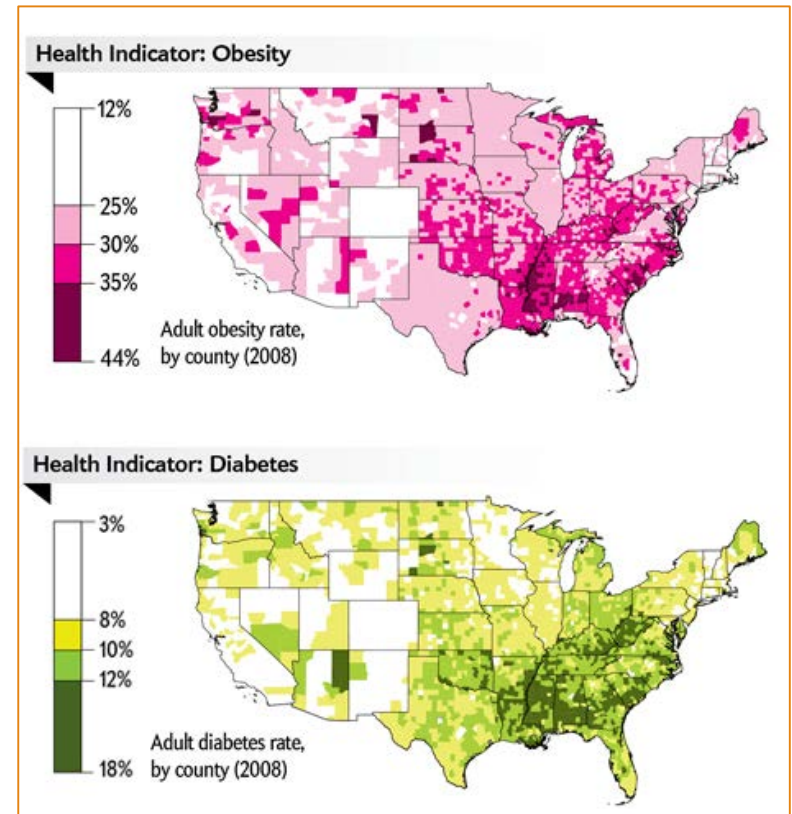 Health Indicator: Obesity
12%
25%
30%
35%
44%
Adult obesity rate,
by county (2008)
Health Indicator: Diabetes
3%
8%
10%
12%
18%
Adult diabetes rate,
by county (2008)